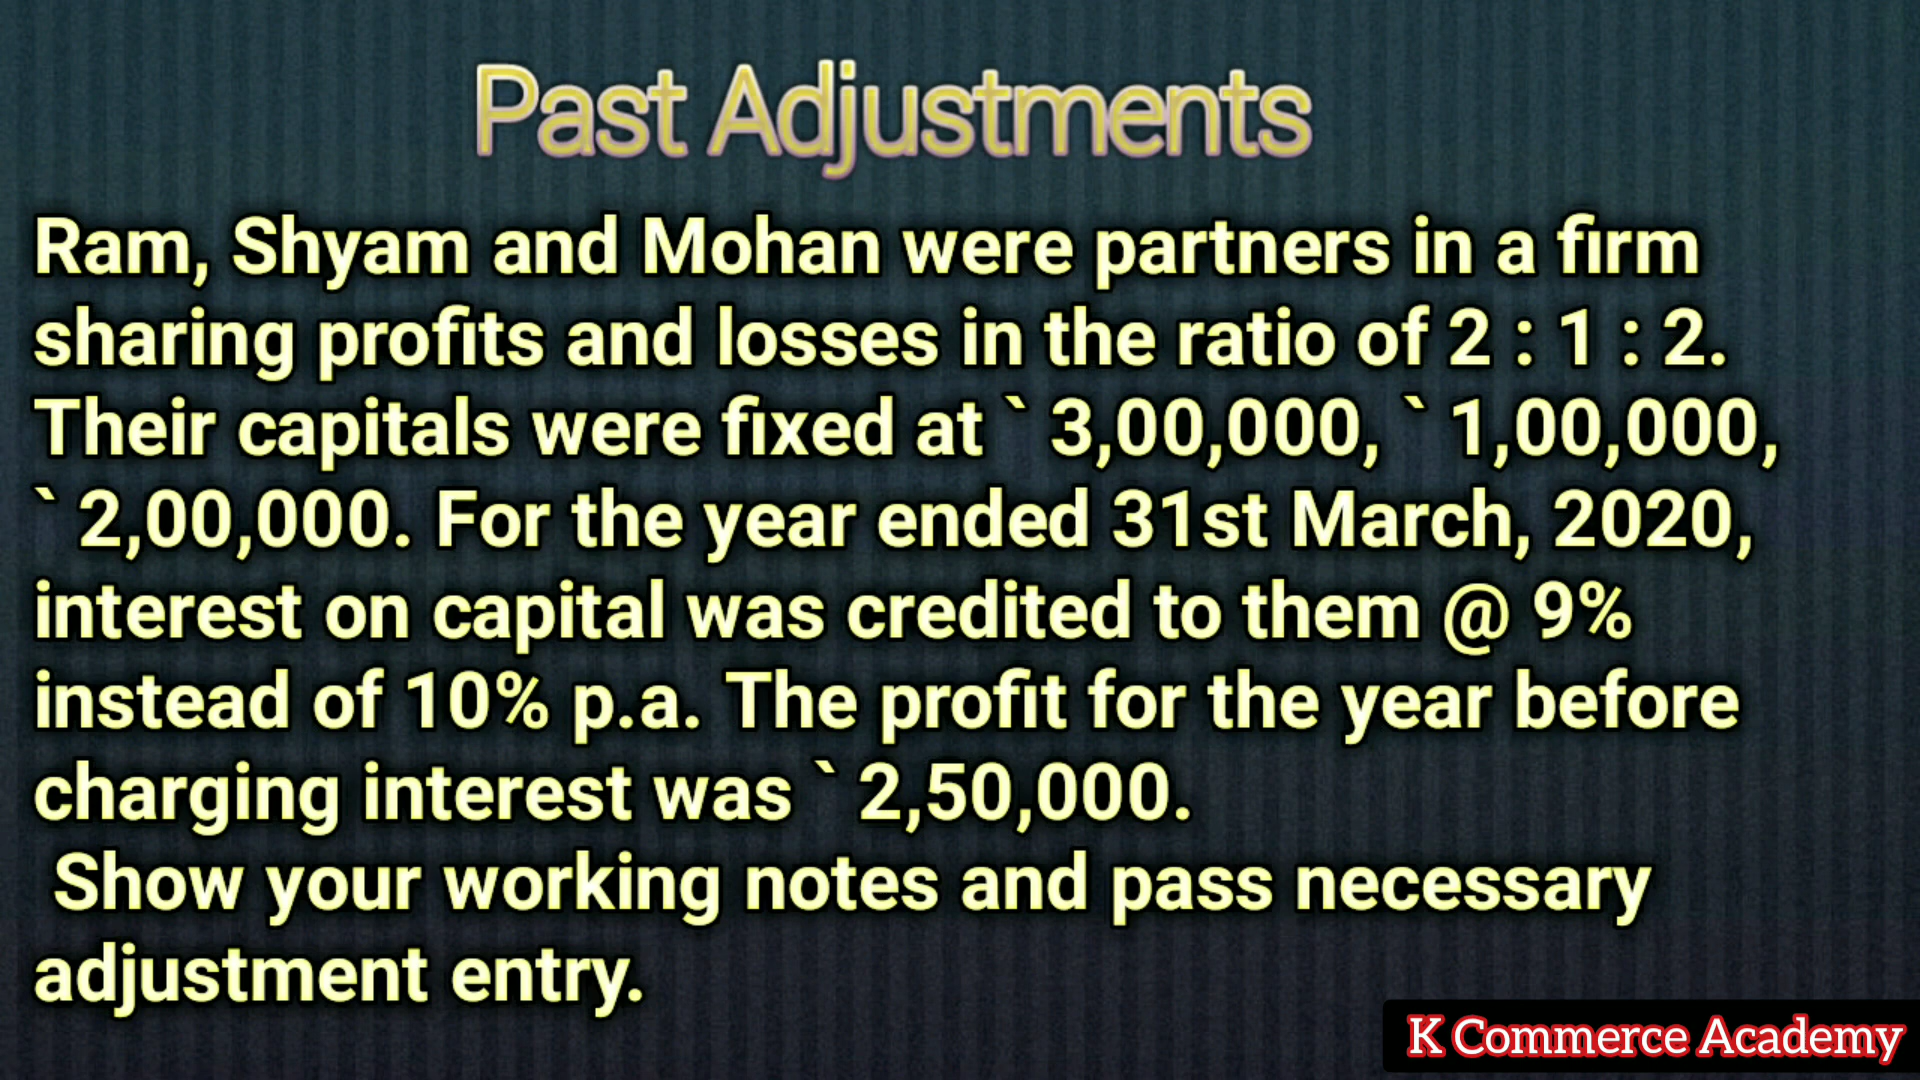 Past Adjustments
Ram, Shyam and Mohan were partners in a firm
sharing profits and losses in the ratio of 2 : 1 : 2.
Their capitals were fixed at ` 3,00,000, ` 1,00,000,
` 2,00,000. For the year ended 31st March, 2020,
interest on capital was credited to them @ 9%
instead of 10% p.a. The profit for the year before
charging interest was ` 2,50,000.
Show your working notes and pass necessary
adjustment entry.
K Commerce Academy